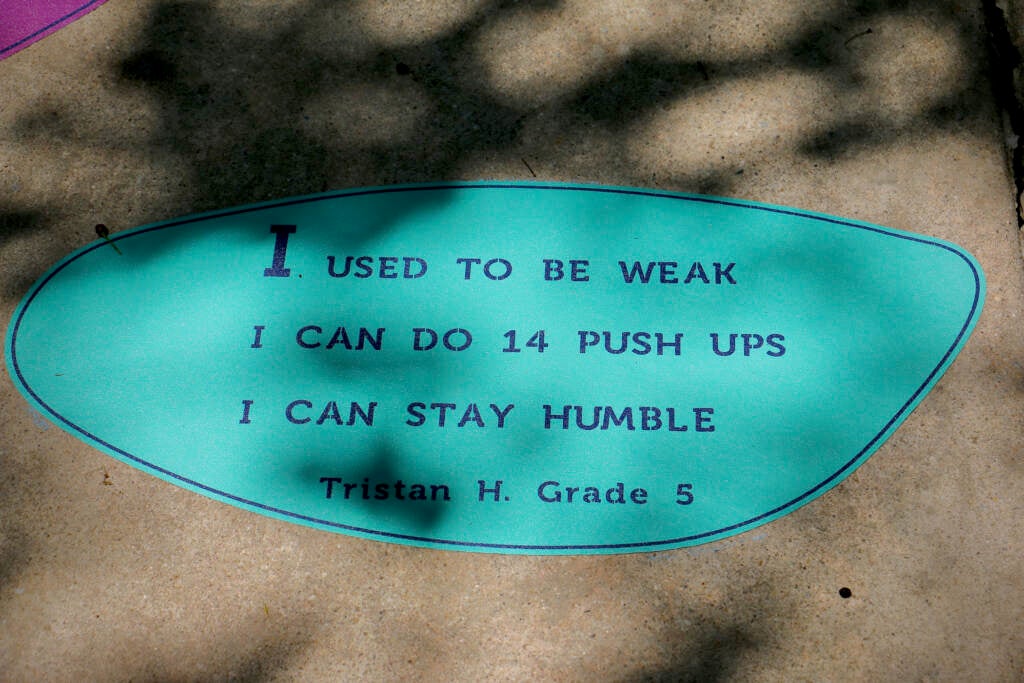 I USED TO BE WEAK
I CAN DO 14 PUSH UPS
I CAN STAY HUMBLE
Tristan H. Grade 5